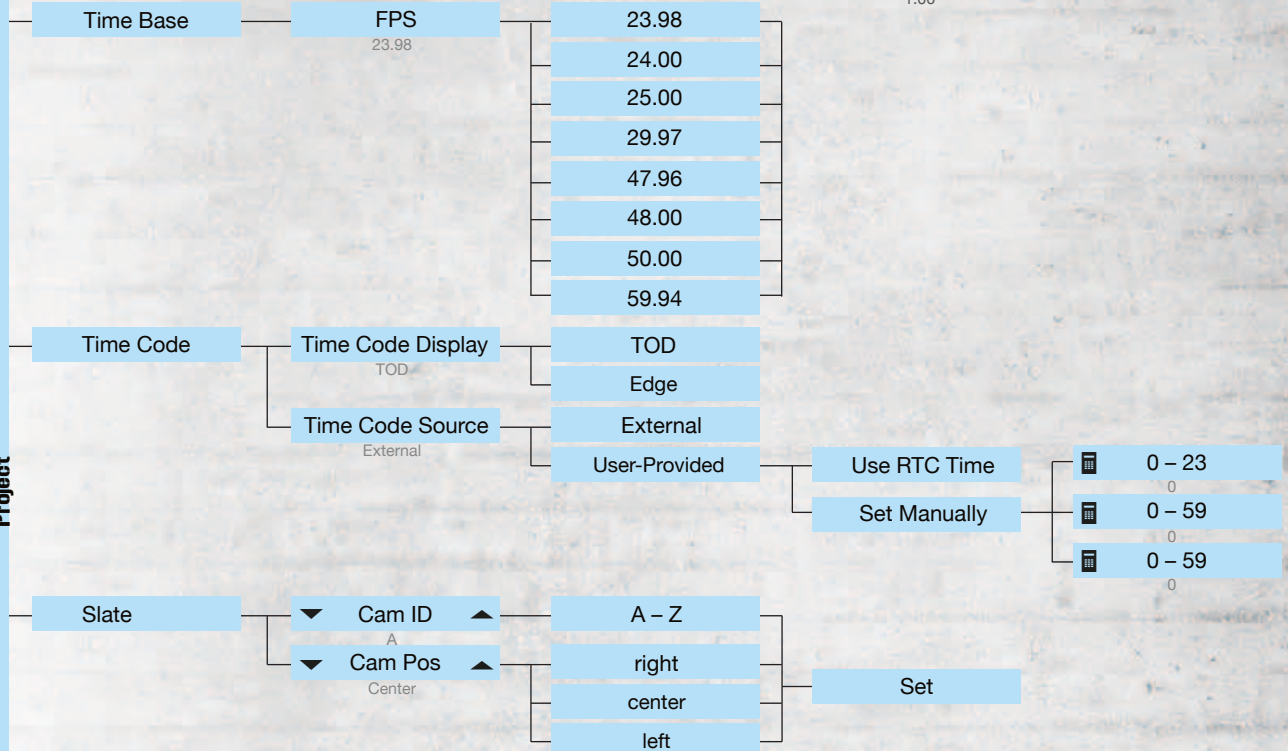 1.00
Time Base
FPS
23.98
23.98
24.00
25.00
29.97
47.96
48.00
50.00
59.94
Time Code
Time Code Display
TOD
TOD
Edge
Time Code Source
External
External
User-Provided
Use RTC Time
Set Manually
0 – 23
0
0 – 59
0
0 – 59
0
Project
Slate
Cam ID
A
A – Z
Cam Pos
Center
right
center
left
Set